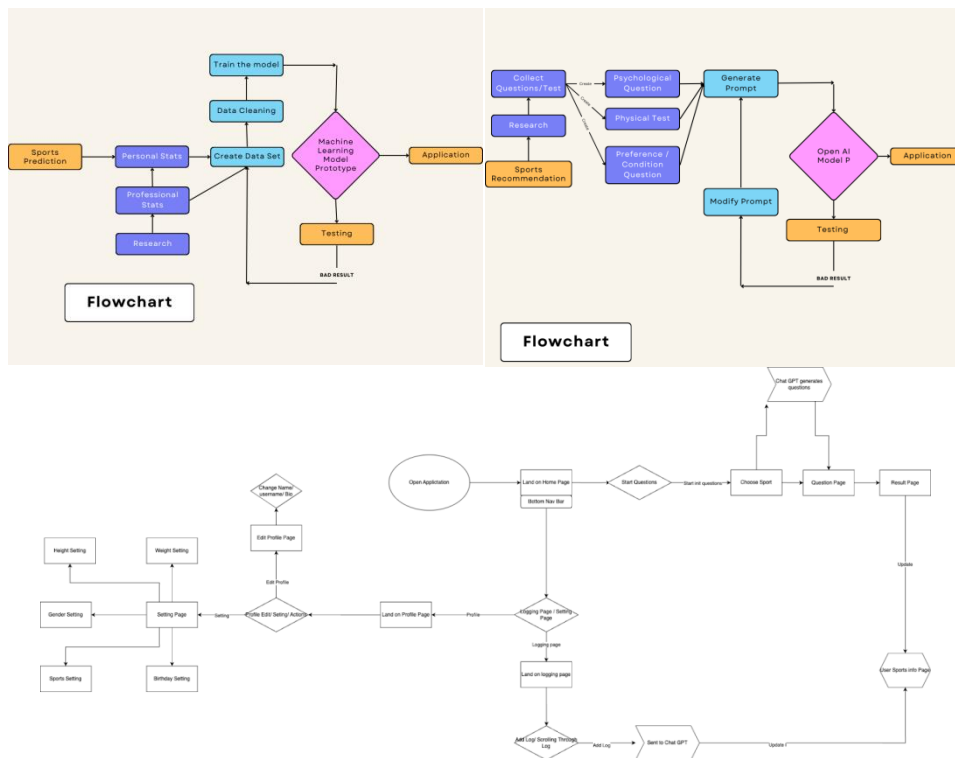 Train the model
Data Cleaning
Sports
Prediction
Personal Stats
Create Data Set
Machine
Learning
Model
Prototype
Application
Professional
Stats
Research
Testing
BAD RESULT
Flowchart
Collect
Questions/Test
Create
Create
Create
Psychological
Question
Generate
Prompt
Physical Test
Research
Preference /
Condition
Question
Open AI
Model P
Application
Sports
Recommendation
Modify Prompt
Testing
BAD RESULT
Flowchart
Chat GPT generates
questions
Open Application
Land on Home Page
Bottom Nav Bar
Start Questions
Start init questions
Choose Sport
Question Page
Result Page
Change Name/
username/ Bio
Edit Profile Page
Edit Profile
Update
Height Setting
Weight Setting
Gender Setting
Setting Page
Setting
Profile Edit/ Seting/ Actions
Land on Profile Page
Profile
Logging Page / Setting
Page
Logging page
Land on logging page
Sports Setting
Birthday Setting
User Sports info Page
Add Log/ Scrolling Through
Log
Add Log
Sent to Chat GPT
Update